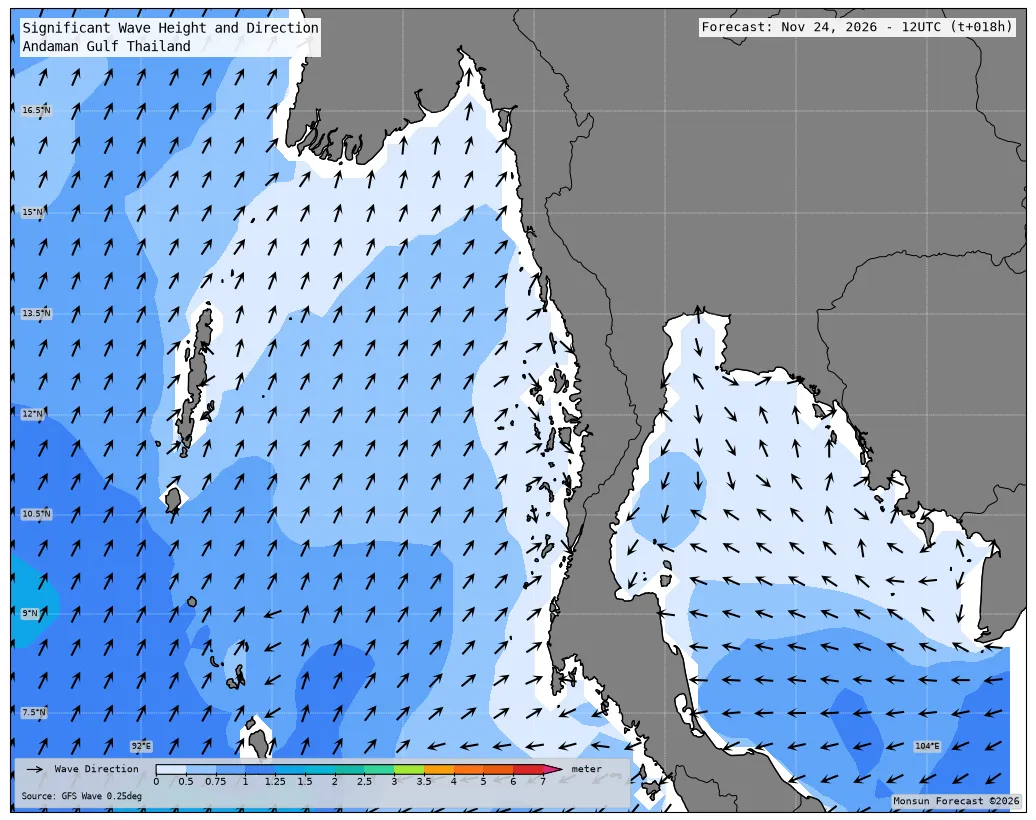 Significant Wave Height and Direction
Andaman Gulf Thailand
Forecast: Nov 24, 2026 - 12UTC (t+018h)
16.5°N
15°N
13.5°N
12°N
10.5°N
9°N
7.5°N
92°E
104°E
Wave Direction
0.5 0.75 1 1.25 1.5 2 2.5 3 3.5 4 5 6 7
meter
Source: GFS Wave 0.25deg
Monsun Forecast ©2026